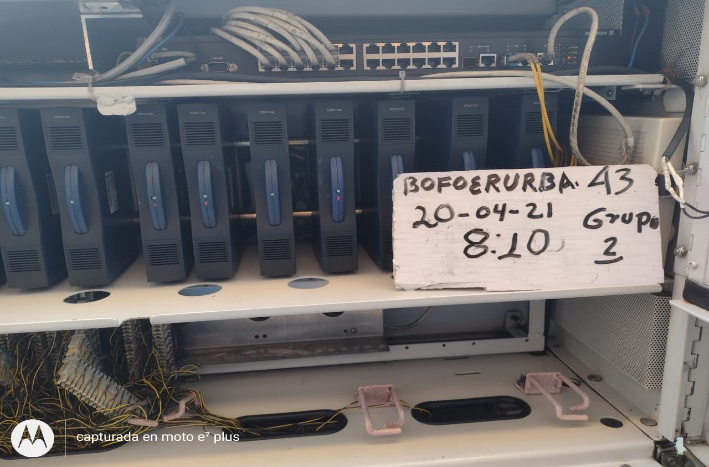 BOFOERURBA. 43
20-04-21
Grupo
8:10
2
capturada en moto e⁷ plus